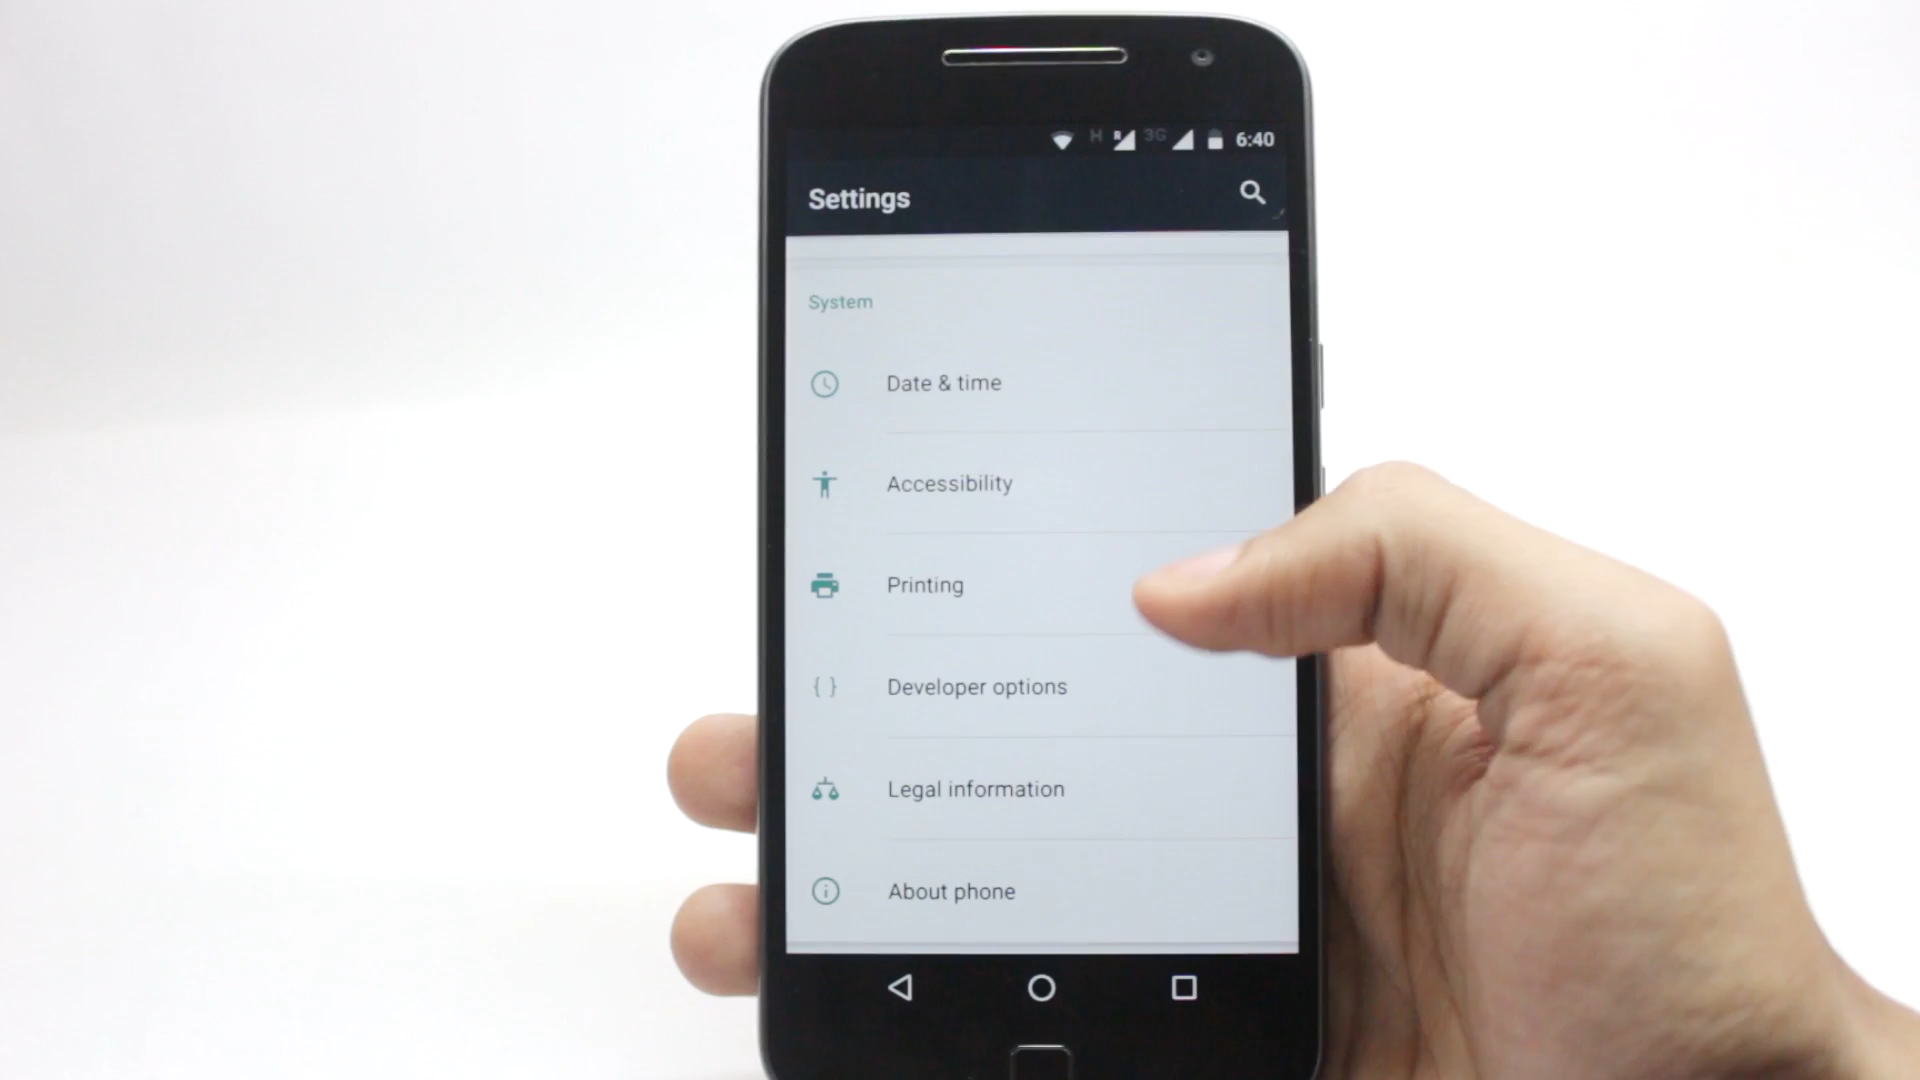 H R 3G 6:40
Settings
System
Date & time
Accessibility
Printing
{ } Developer options
Legal information
About phone